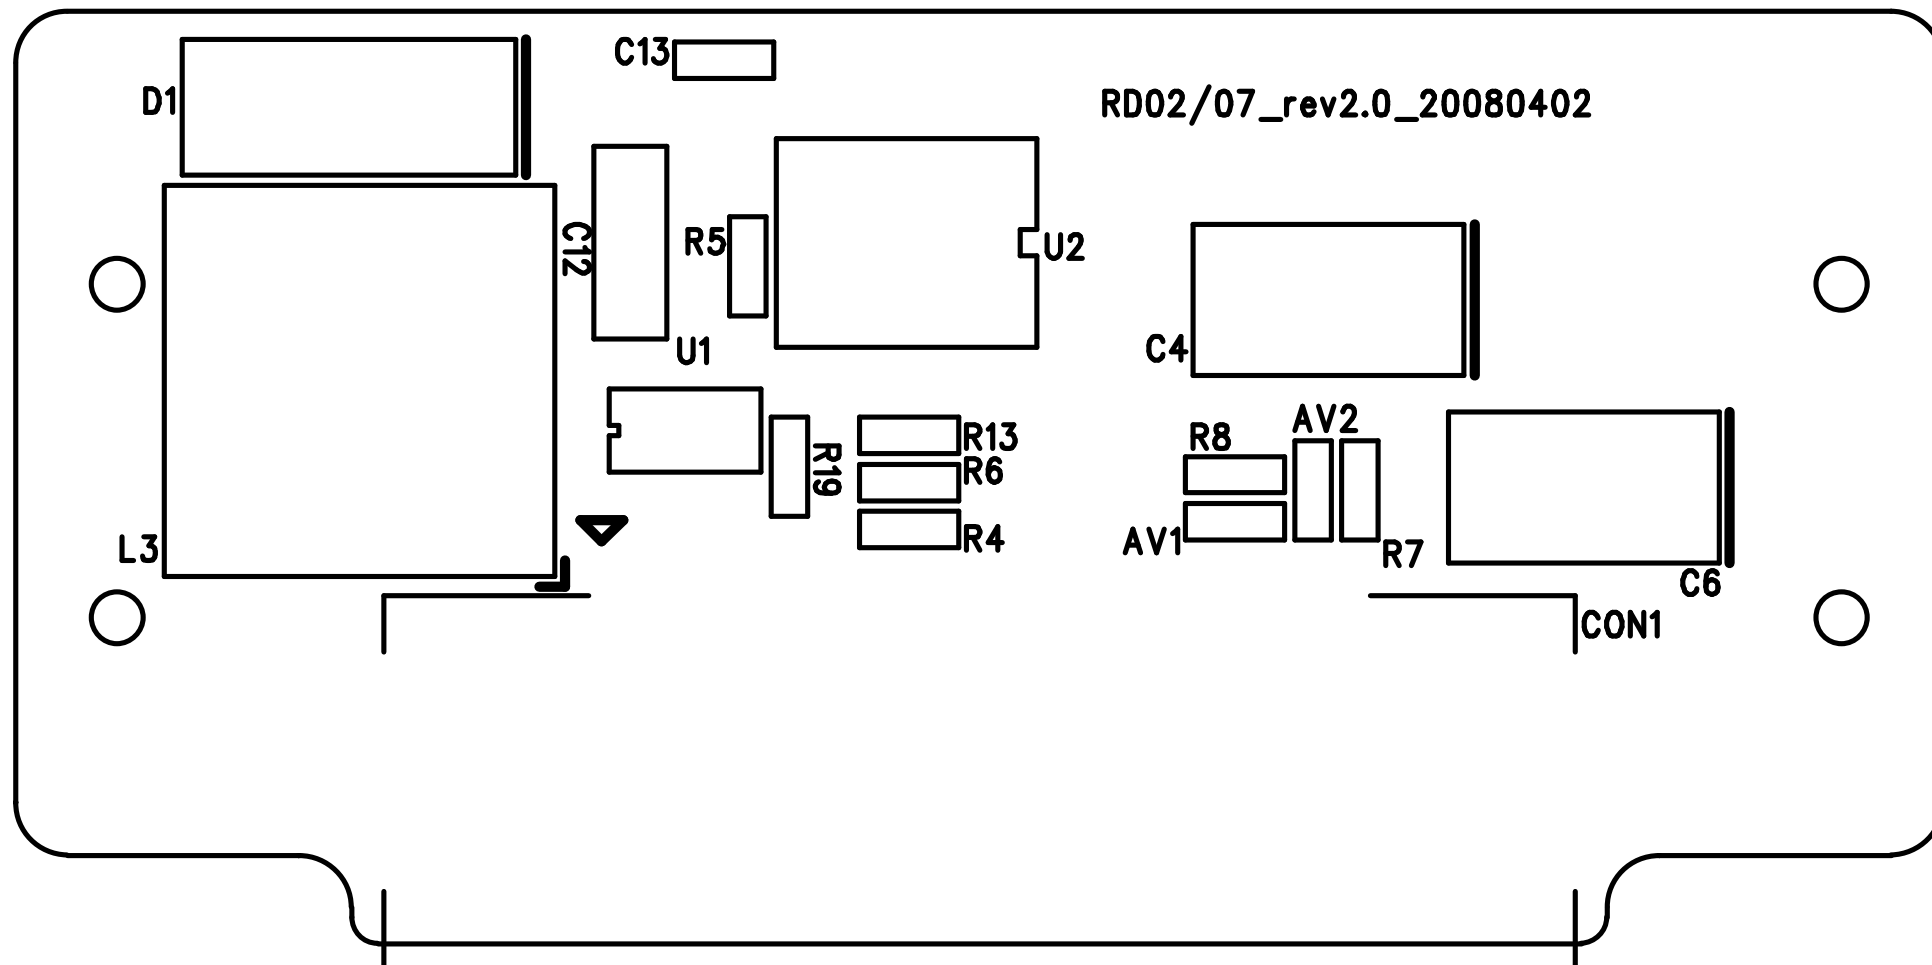 C13
D1
RD02/07_rev2.0_20080402
C12
R5
U2
U1
C4
AV2
R8
R13
R19
R6
R4
AV1
R7
L3
C6
CON1